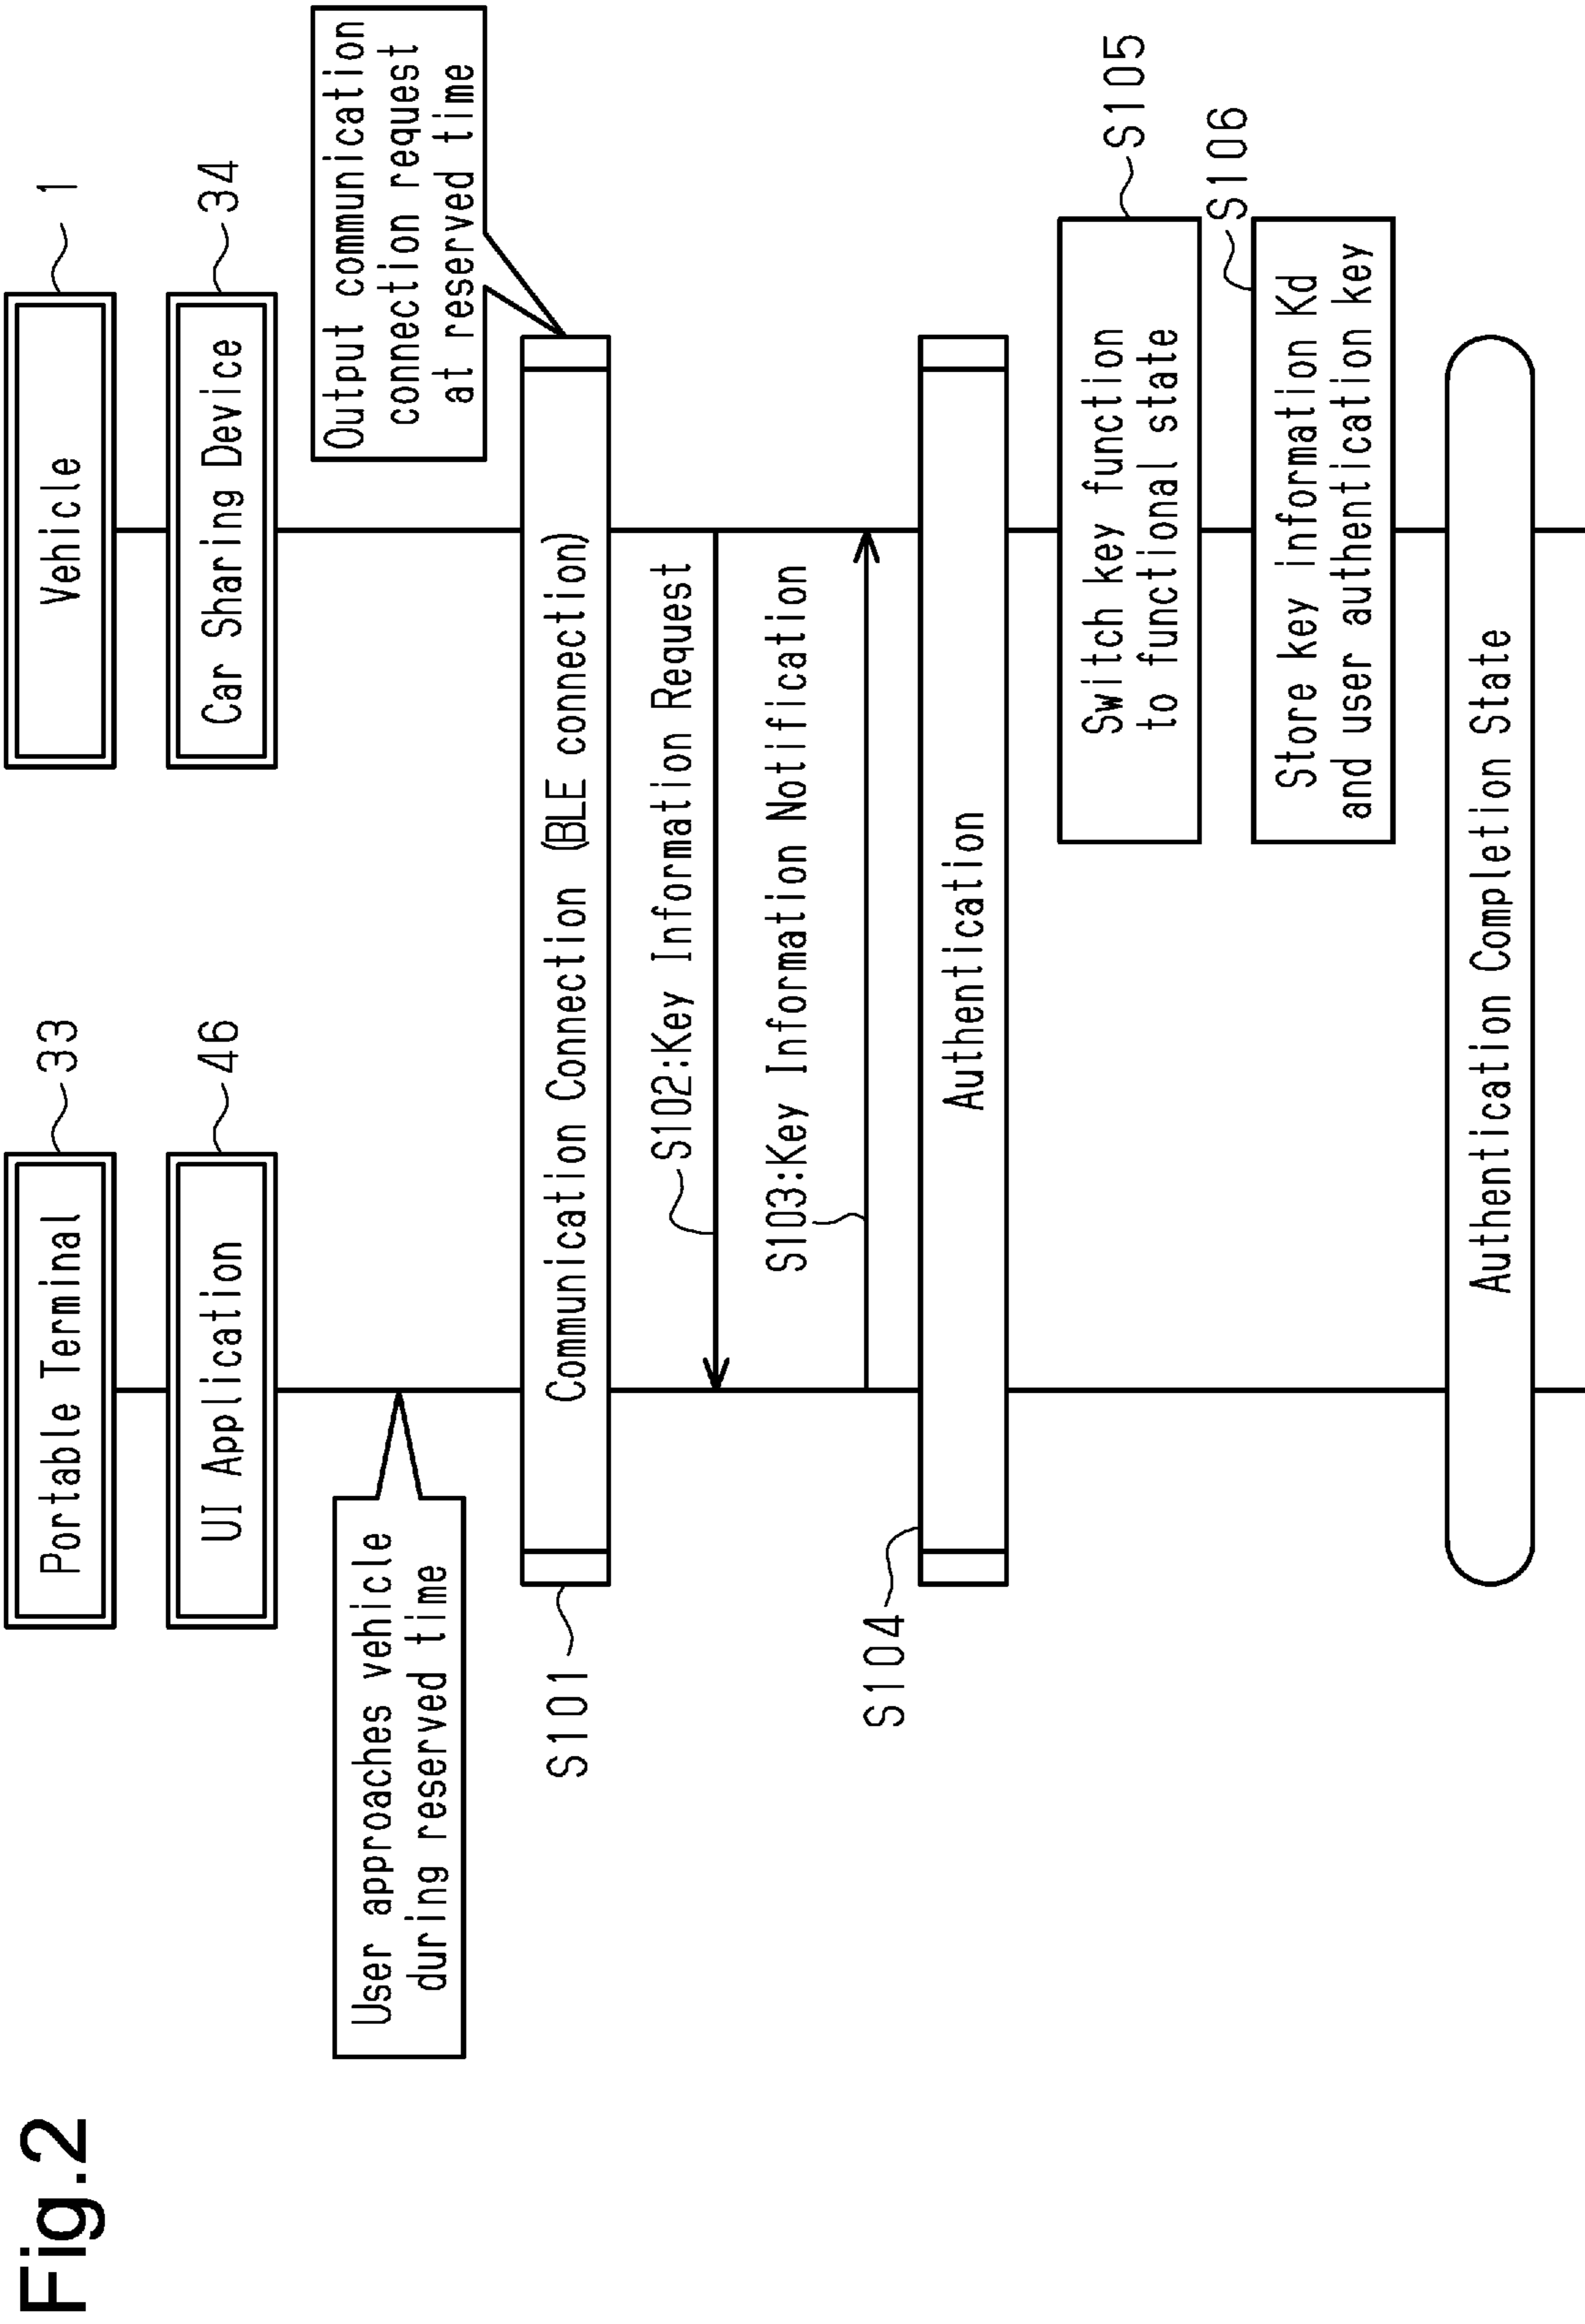 Fig.2
Portable Terminal
33
Vehicle
1
UI Application
46
Car Sharing Device
34
User approaches vehicle
during reserved time
Output communication
connection request
at reserved time
S101
Communication Connection (BLE connection)
S102:Key Information Request
S103:Key Information Notification
S104
Authentication
Switch key function
to functional state
S105
Store key information Kd
and user authentication key
S106
Authentication Completion State